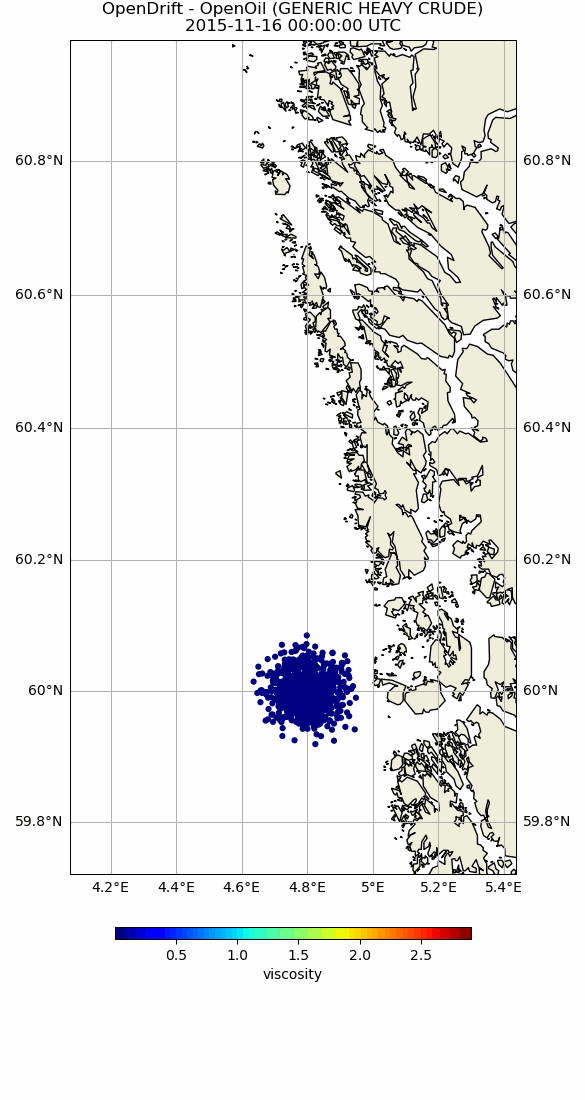 OpenDrift - OpenOil (GENERIC HEAVY CRUDE)
2015-11-16 00:00:00 UTC
60.8°N 60.8°N
60.6°N 60.6°N
60.4°N 60.4°N
60.2°N 60.2°N
60°N 60°N
59.8°N 59.8°N
4.2°E 4.4°E 4.6°E 4.8°E 5°E 5.2°E 5.4°E
0.5 1.0 1.5 2.0 2.5
viscosity